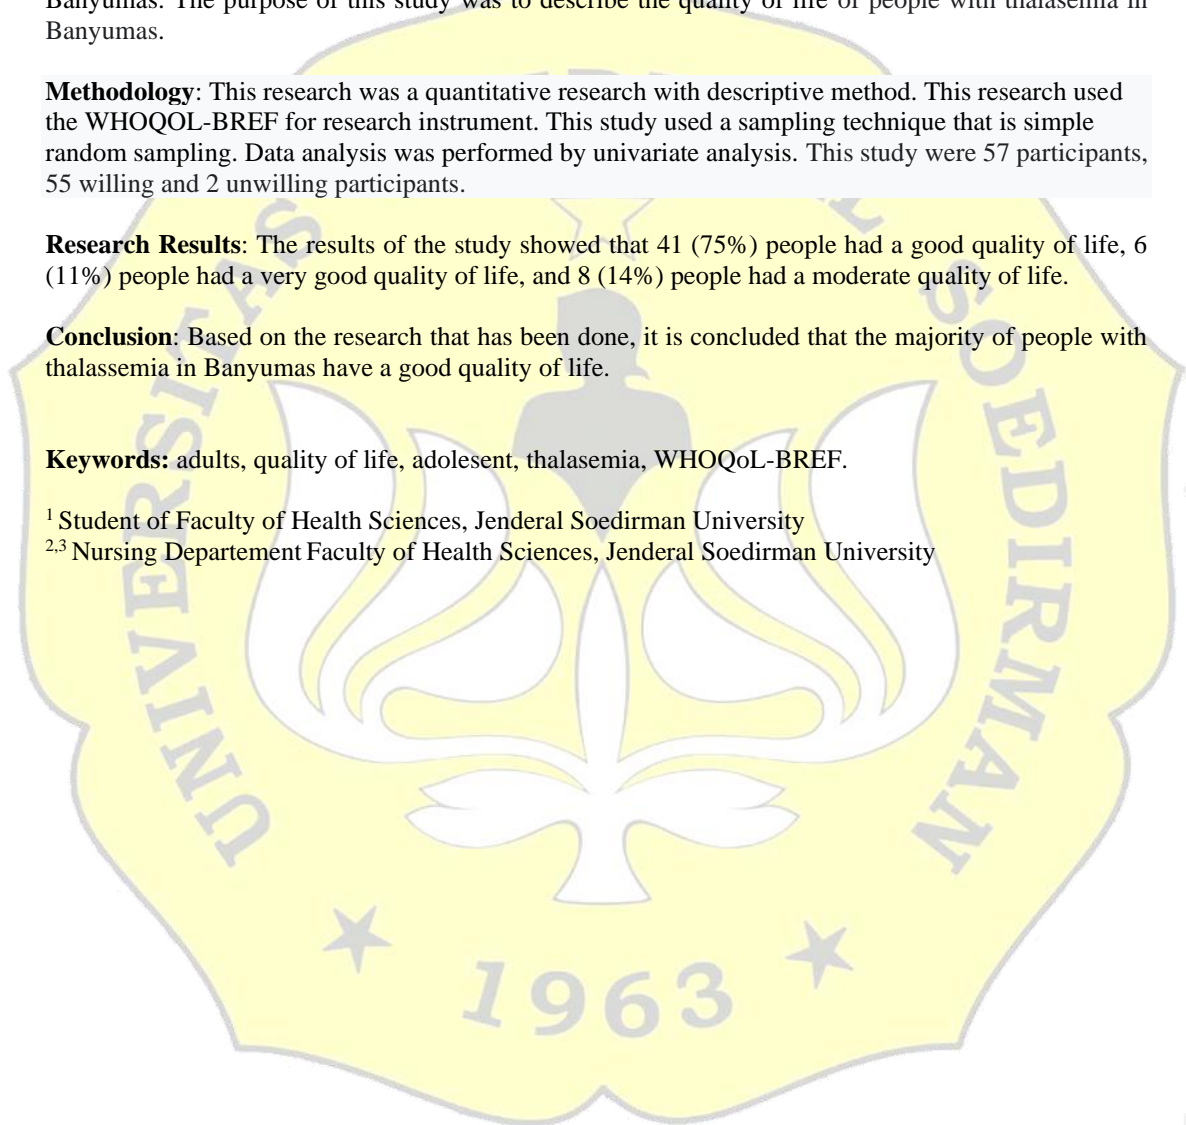 Banyumas. The purpose of this study was to describe the quality of life of people with thalasemia in
Banyumas.
Methodology: This research was a quantitative research with descriptive method. This research used
the WHOQOL-BREF for research instrument. This study used a sampling technique that is simple
random sampling. Data analysis was performed by univariate analysis. This study were 57 participants,
55 willing and 2 unwilling participants.
Research Results: The results of the study showed that 41 (75%) people had a good quality of life, 6
(11%) people had a very good quality of life, and 8 (14%) people had a moderate quality of life.
Conclusion: Based on the research that has been done, it is concluded that the majority of people with
thalassemia in Banyumas have a good quality of life.
Keywords: adults, quality of life, adolesent, thalasemia, WHOQoL-BREF.
1 Student of Faculty of Health Sciences, Jenderal Soedirman University
2,3 Nursing Departement Faculty of Health Sciences, Jenderal Soedirman University
UNIVERSITAS
SOEDIRMAN
1963